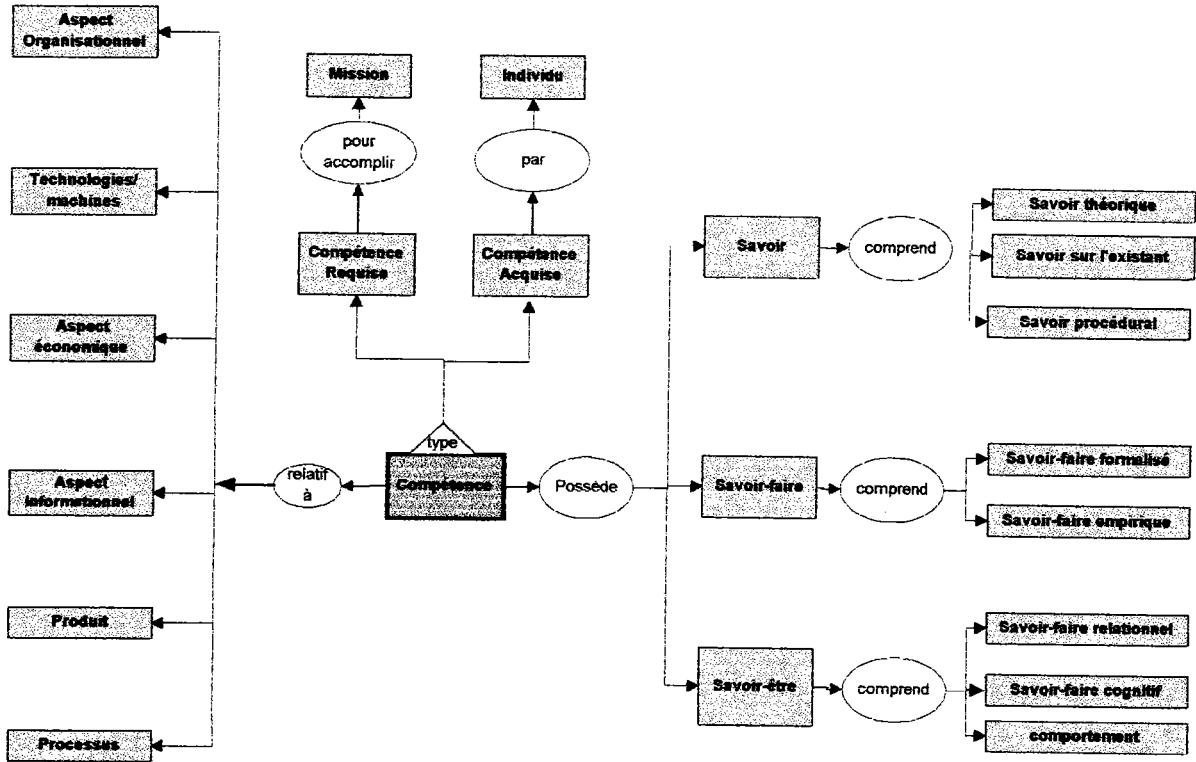 Aspect
Organisationnel
Mission
Individu
pour
accomplir
par
Technologies/
machines
Compétence
Requise
Compétence
Acquise
Savoir
comprend
Savoir théorique
Savoir sur l'existant
Savoir procédural
Aspect
économique
type
Aspect
Informationnel
relatif
à
Compétence
Possède
Savoir-faire
comprend
Savoir-faire formalisé
Savoir-faire empirique
Produit
Savoir-être
comprend
Savoir-faire relationnel
Savoir-faire cognitif
comportement
Processus